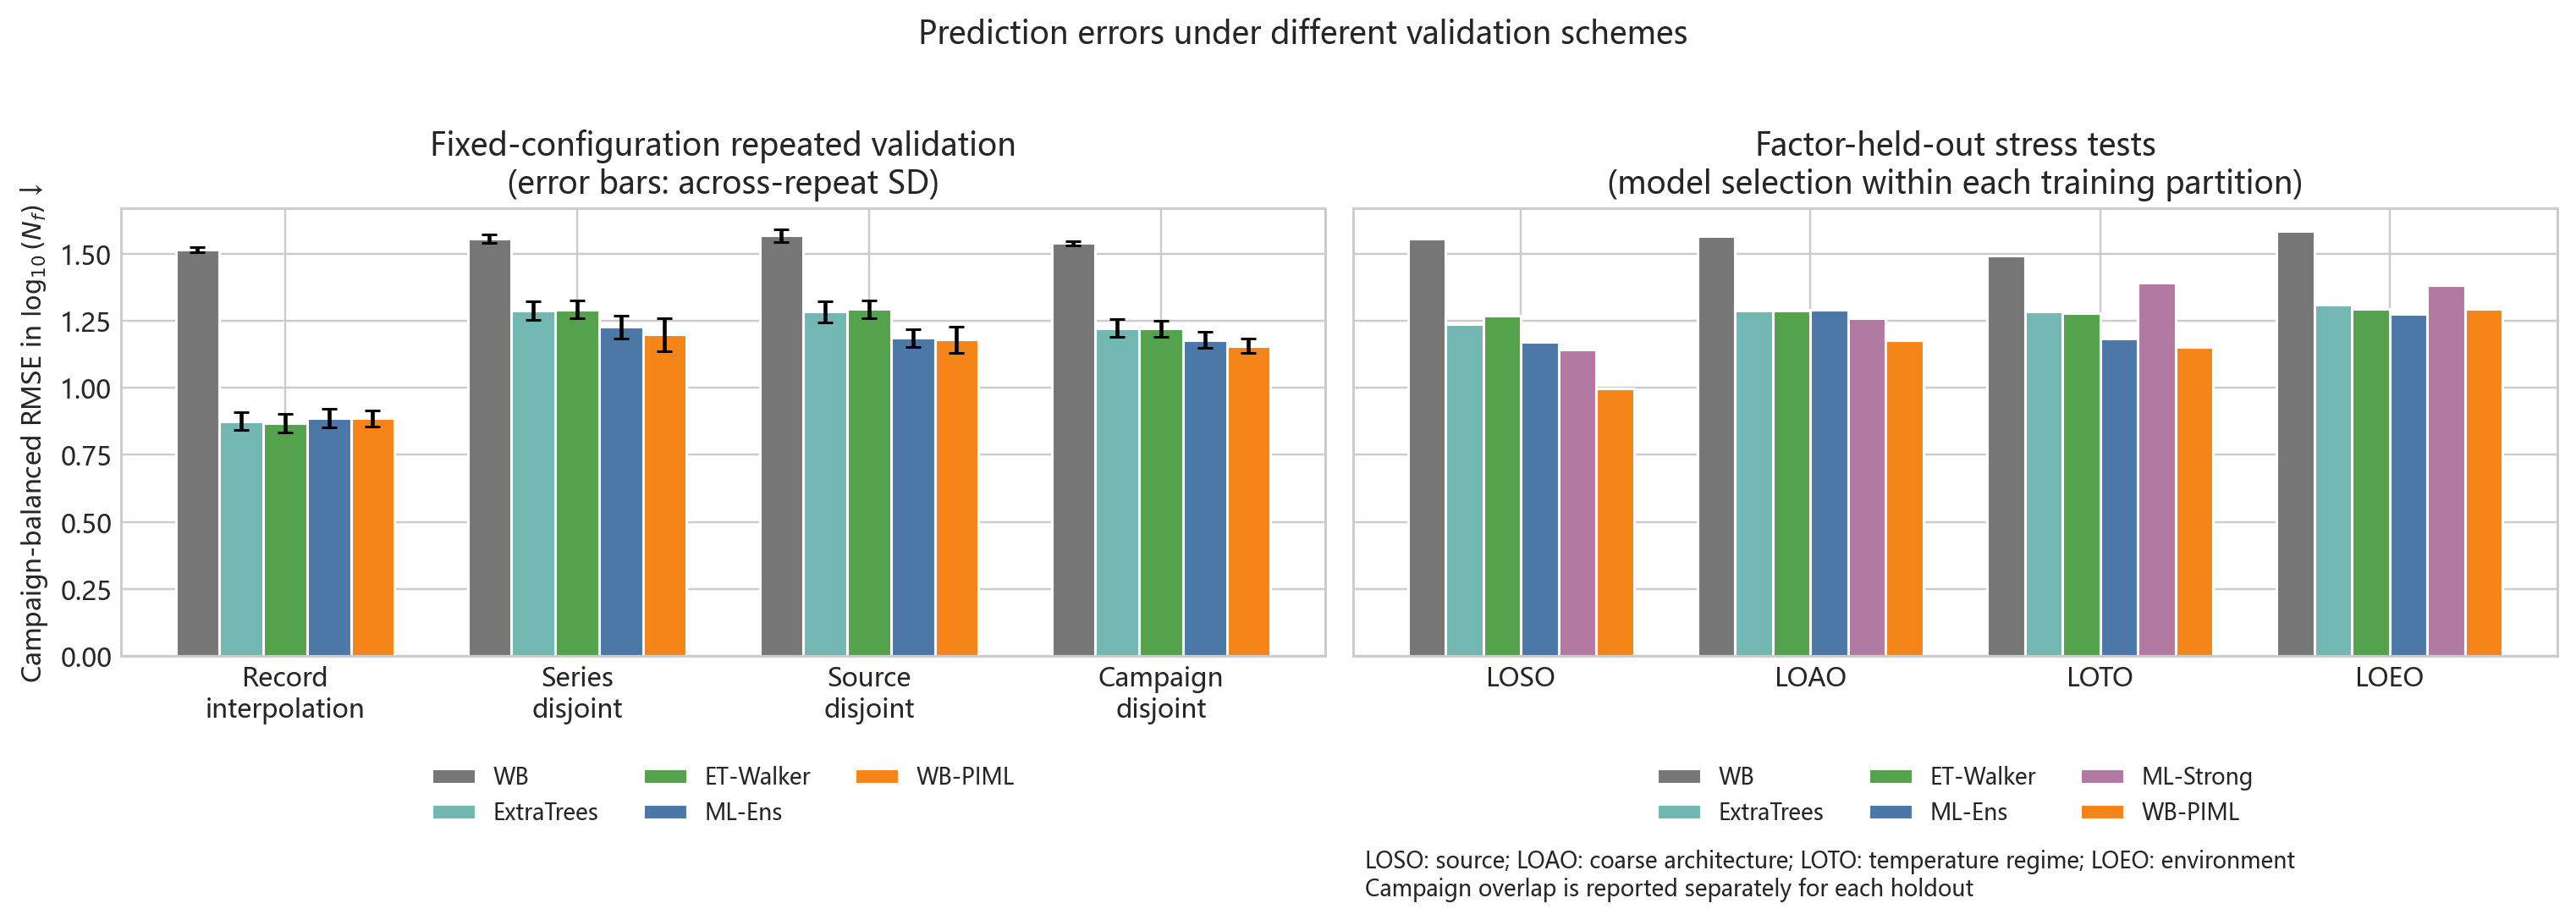 Prediction errors under different validation schemes
Fixed-configuration repeated validation
(error bars: across-repeat SD)
Campaign-balanced RMSE in log₁₀ (N_f) ↓
1.50
1.25
1.00
0.75
0.50
0.25
0.00
Record
interpolation
Series
disjoint
Source
disjoint
Campaign
disjoint
WB
ExtraTrees
ET-Walker
ML-Ens
WB-PIML
Factor-held-out stress tests
(model selection within each training partition)
LOSO
LOAO
LOTO
LOEO
WB
ExtraTrees
ET-Walker
ML-Ens
ML-Strong
WB-PIML
LOSO: source; LOAO: coarse architecture; LOTO: temperature regime; LOEO: environment
Campaign overlap is reported separately for each holdout